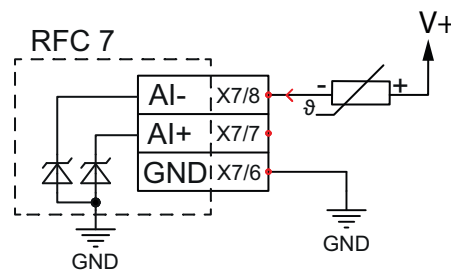 V+
RFC 7
AI- X7/8
- +
ϑ
AI+ X7/7
GND X7/6
GND
GND